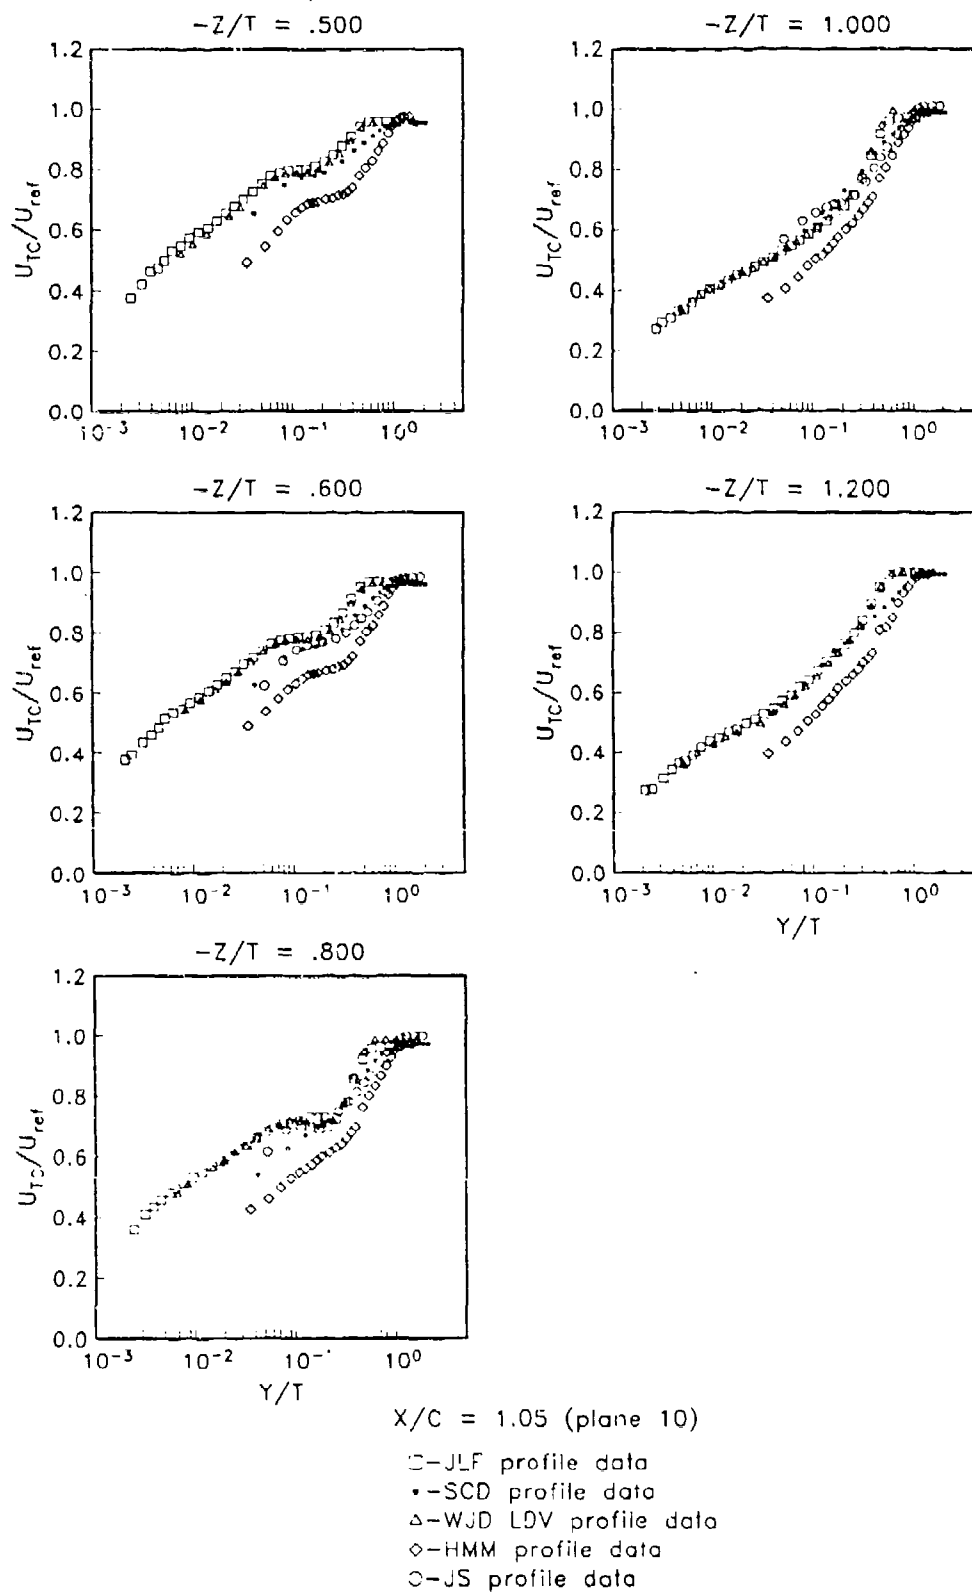 -Z/T = .500
1.2
1.0
0.8
0.6
0.4
0.2
0.0
U_TC/U_ref
10^-3 10^-2 10^-1 10^0
-Z/T = 1.000
1.2
1.0
0.8
0.6
0.4
0.2
0.0
U_TC/U_ref
10^-3 10^-2 10^-1 10^0
-Z/T = .600
1.2
1.0
0.8
0.6
0.4
0.2
0.0
U_TC/U_ref
10^-3 10^-2 10^-1 10^0
-Z/T = 1.200
1.2
1.0
0.8
0.6
0.4
0.2
0.0
U_TC/U_ref
10^-3 10^-2 10^-1 10^0
Y/T
-Z/T = .800
1.2
1.0
0.8
0.6
0.4
0.2
0.0
U_TC/U_ref
10^-3 10^-2 10^-1 10^0
Y/T
X/C = 1.05 (plane 10)
□-JLF profile data
•-SCD profile data
△-WJD LDV profile data
◇-HMM profile data
○-JS profile data